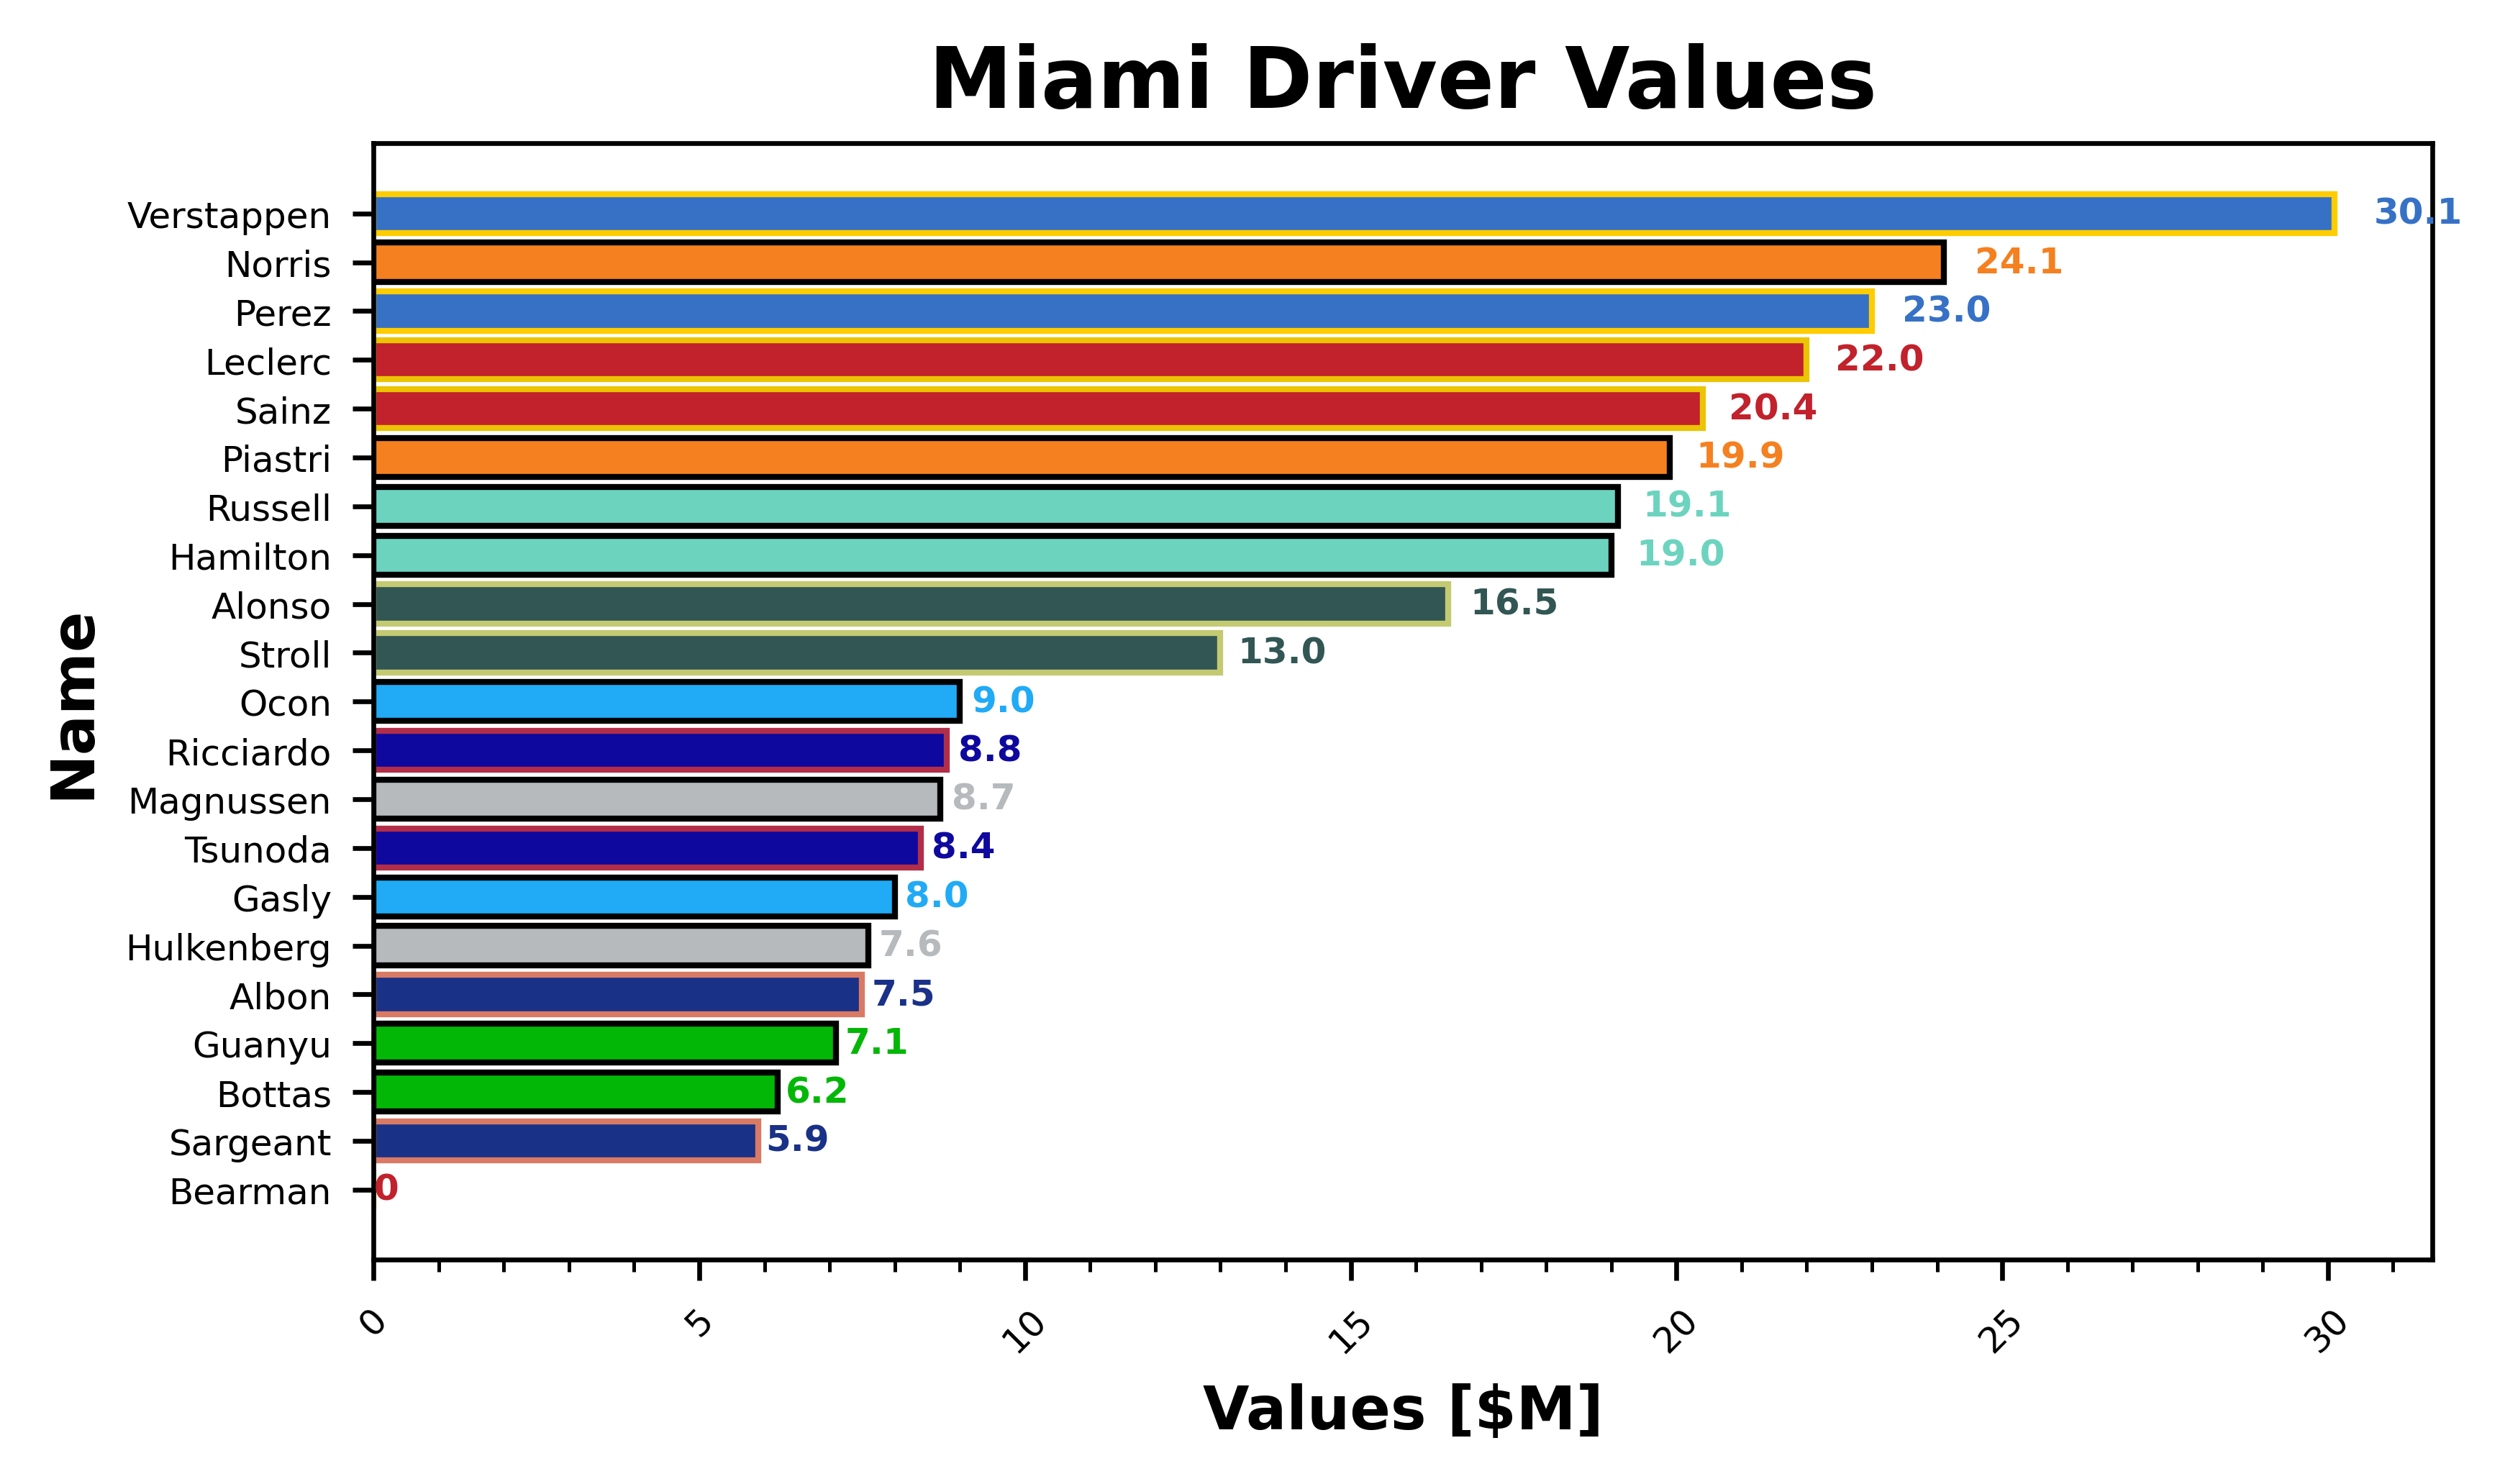 Miami Driver Values
Name
Verstappen 30.1
Norris 24.1
Perez 23.0
Leclerc 22.0
Sainz 20.4
Piastri 19.9
Russell 19.1
Hamilton 19.0
Alonso 16.5
Stroll 13.0
Ocon 9.0
Ricciardo 8.8
Magnussen 8.7
Tsunoda 8.4
Gasly 8.0
Hulkenberg 7.6
Albon 7.5
Guanyu 7.1
Bottas 6.2
Sargeant 5.9
Bearman 0
0 5 10 15 20 25 30
Values [$M]